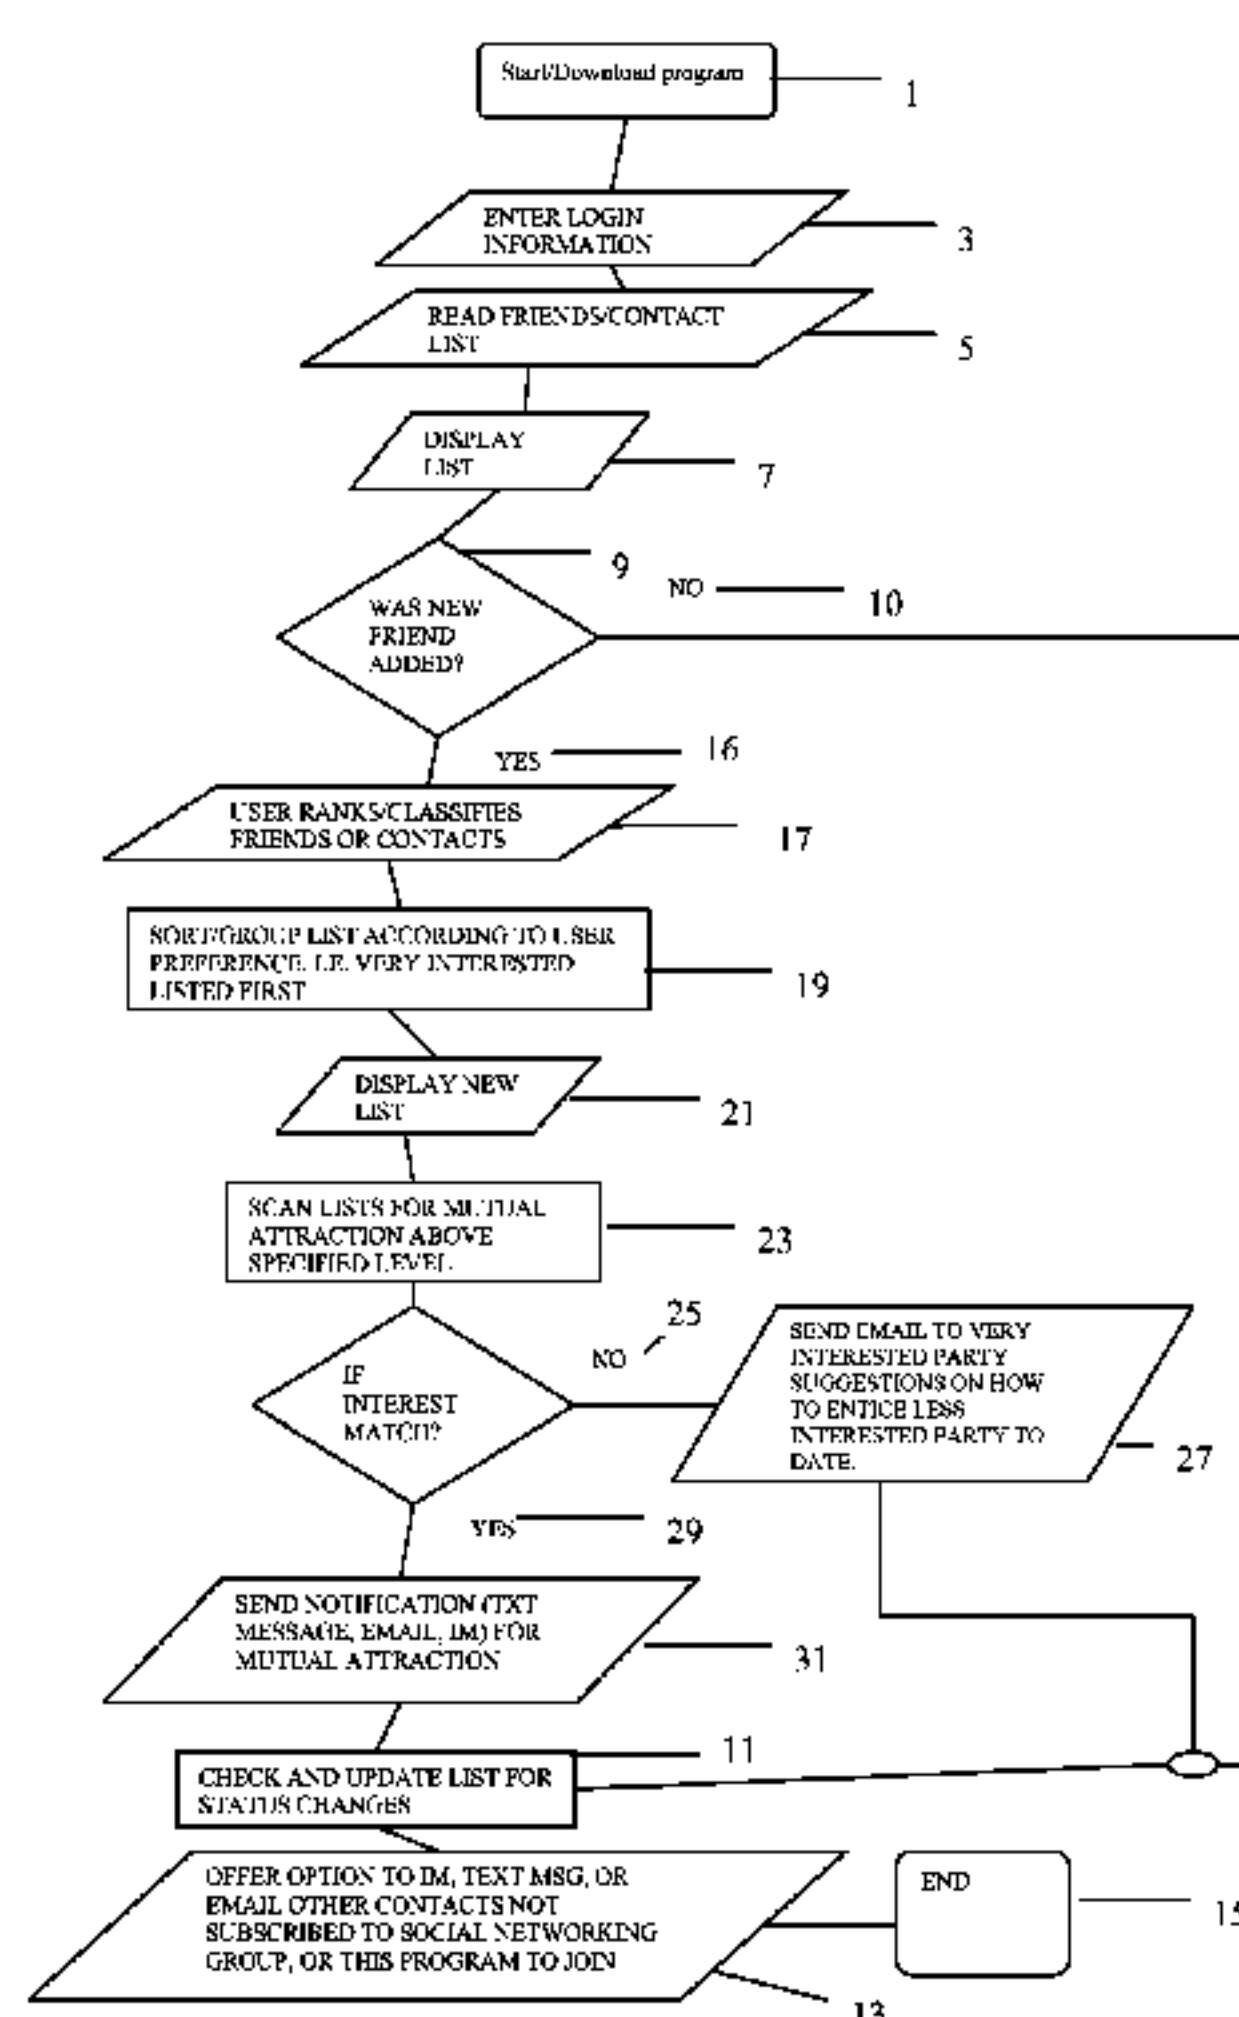 Start/Download program
1
ENTER LOGIN
INFORMATION
3
READ FRIENDS/CONTACT
LIST
5
DISPLAY
LIST
7
9
NO
10
WAS NEW
FRIEND
ADDED?
YES
16
USER RANKS/CLASSIFIES
FRIENDS OR CONTACTS
17
SORT/GROUP LIST ACCORDING TO USER
PREFERENCE. I.E. VERY INTERESTED
LISTED FIRST
19
DISPLAY NEW
LIST
21
SCAN LISTS FOR MUTUAL
ATTRACTION ABOVE
SPECIFIED LEVEL
23
25
NO
IF
INTEREST
MATCH?
SEND EMAIL TO VERY
INTERESTED PARTY
SUGGESTIONS ON HOW
TO ENTICE LESS
INTERESTED PARTY TO
DATE.
27
YES
29
SEND NOTIFICATION (TXT
MESSAGE, EMAIL, IM) FOR
MUTUAL ATTRACTION
31
11
CHECK AND UPDATE LIST FOR
STATUS CHANGES
OFFER OPTION TO IM, TEXT MSG, OR
EMAIL OTHER CONTACTS NOT
SUBSCRIBED TO SOCIAL NETWORKING
GROUP, OR THIS PROGRAM TO JOIN
END
15
13